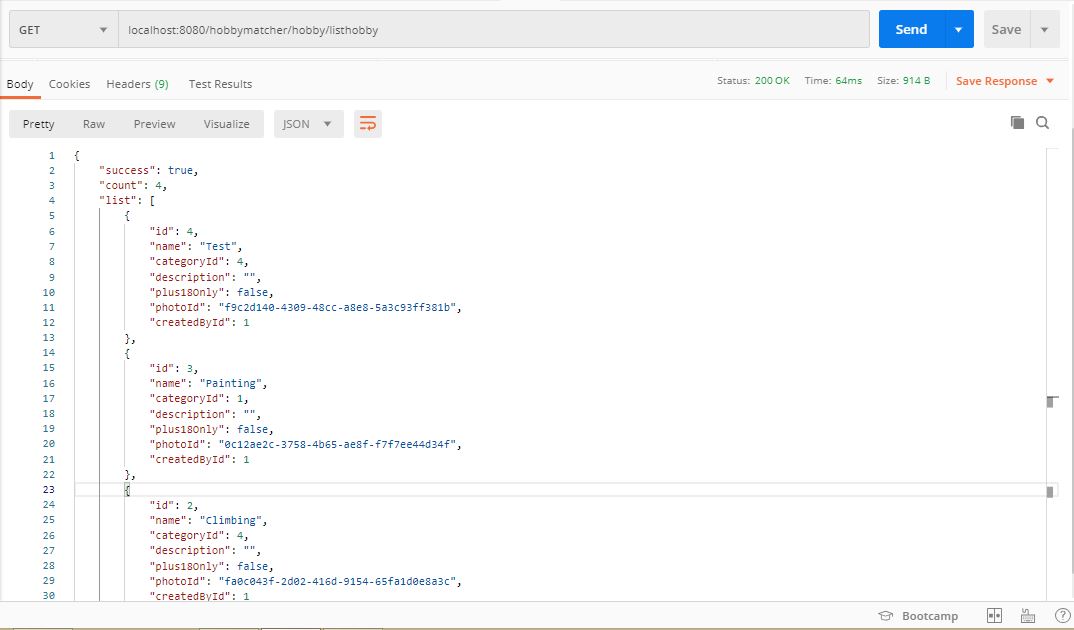 GET localhost:8080/hobbymatcher/hobby/listhobby Send Save
Body Cookies Headers (9) Test Results Status: 200 OK Time: 64ms Size: 914 B Save Response
Pretty Raw Preview Visualize JSON
1 {
2 "success": true,
3 "count": 4,
4 "list": [
5 {
6 "id": 4,
7 "name": "Test",
8 "categoryId": 4,
9 "description": "",
10 "plus18Only": false,
11 "photoId": "f9c2d140-4309-48cc-a8e8-5a3c93ff381b",
12 "createdById": 1
13 },
14 {
15 "id": 3,
16 "name": "Painting",
17 "categoryId": 1,
18 "description": "",
19 "plus18Only": false,
20 "photoId": "0c12ae2c-3758-4b65-ae8f-f7f7ee44d34f",
21 "createdById": 1
22 },
23 {
24 "id": 2,
25 "name": "Climbing",
26 "categoryId": 4,
27 "description": "",
28 "plus18Only": false,
29 "photoId": "fa0c043f-2d02-416d-9154-65fa1d0e8a3c",
30 "createdById": 1
Bootcamp ?